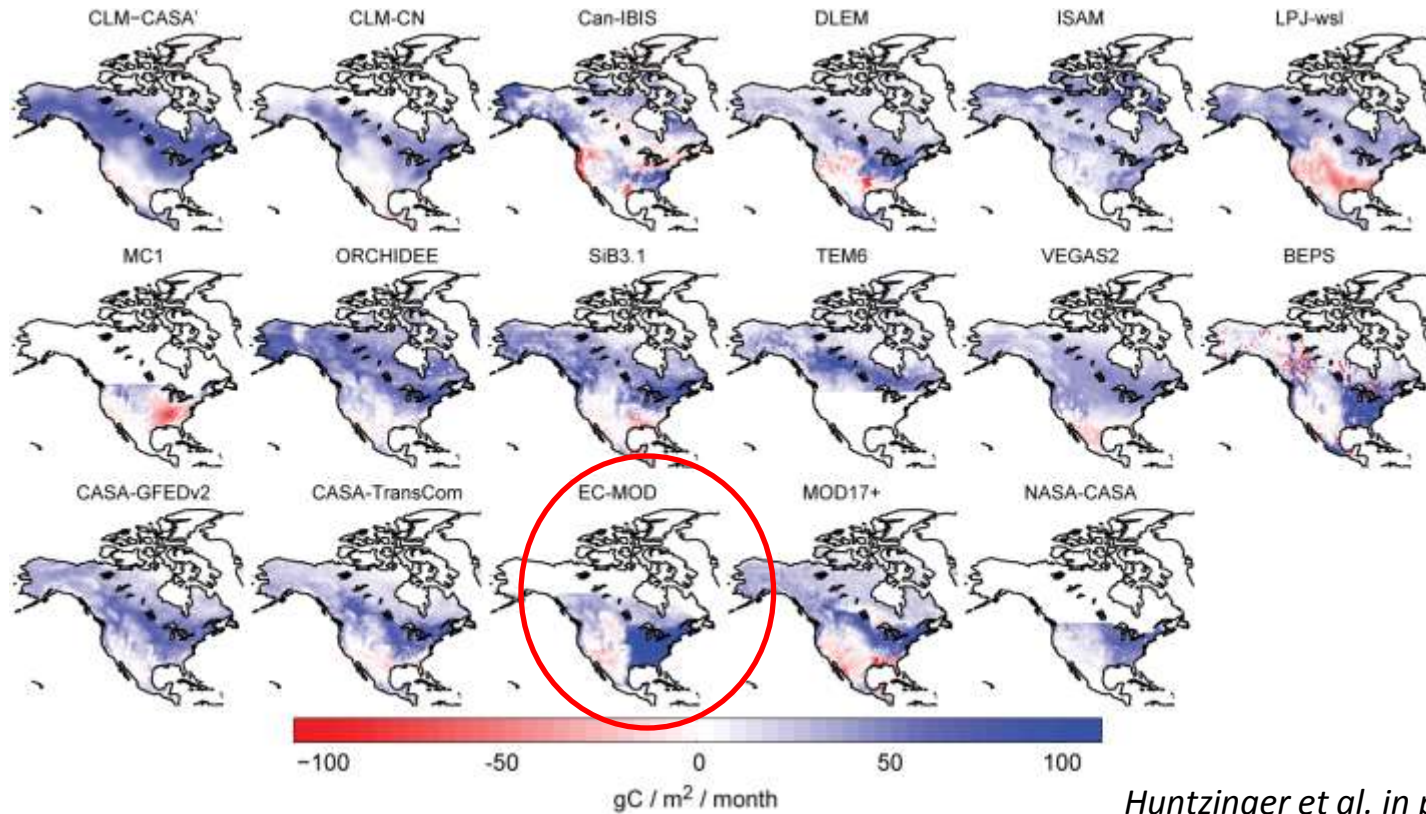 CLM−CASA' CLM-CN Can-IBIS DLEM ISAM LPJ-wsl
MC1 ORCHIDEE SiB3.1 TEM6 VEGAS2 BEPS
CASA-GFEDv2 CASA-TransCom EC-MOD MOD17+ NASA-CASA
−100 -50 0 50 100
gC / m² / month
Huntzinger et al. in p